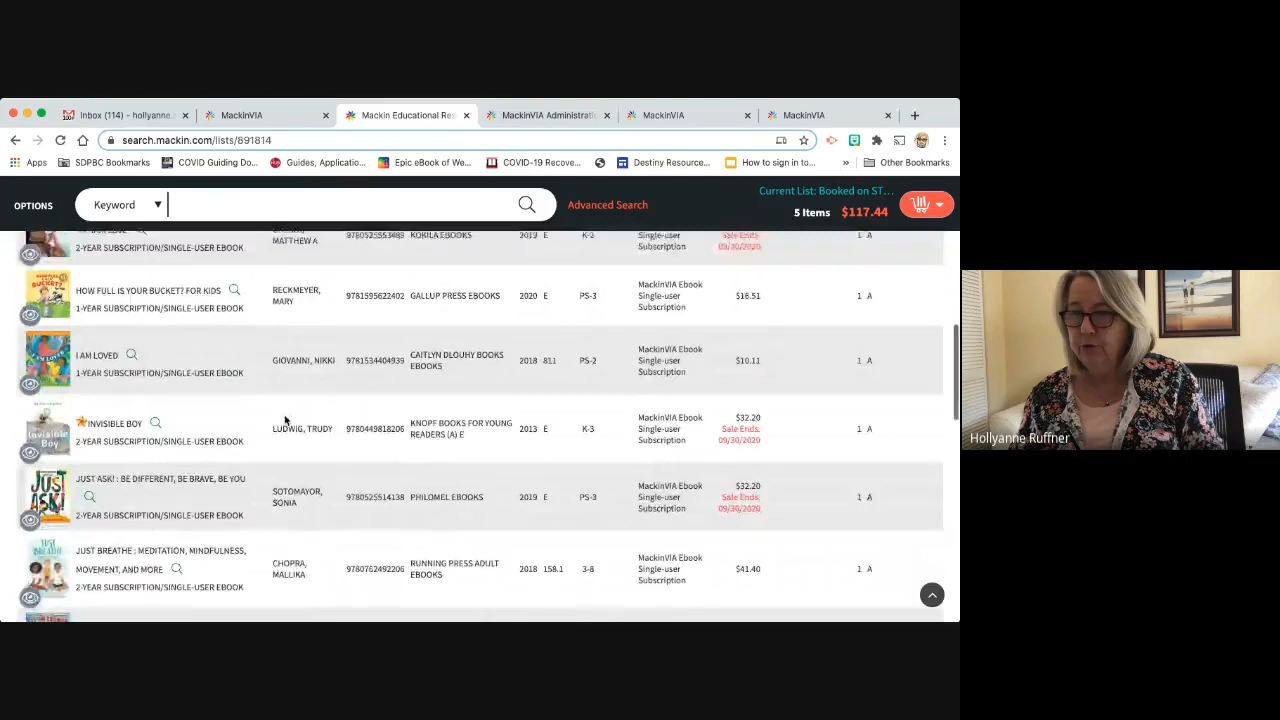 Inbox (114) - hollyanne.
MackinVIA
Mackin Educational Res
MackinVIA Administratio
MackinVIA
MackinVIA
search.mackin.com/lists/891814
Apps
SDPBC Bookmarks
COVID Guiding Do...
Guides, Applicatio...
Epic eBook of We...
COVID-19 Recove...
Destiny Resource...
How to sign in to...
»
Other Bookmarks
OPTIONS
Keyword
Advanced Search
Current List: Booked on ST...
5 Items $117.44
MATTHEW A
9780525553489 KOKILA EBOOKS 2019 E K-2
Single-user
Subscription
09/30/2020
1 A
2-YEAR SUBSCRIPTION/SINGLE-USER EBOOK
HOW FULL IS YOUR BUCKET? FOR KIDS
2-YEAR SUBSCRIPTION/SINGLE-USER EBOOK
RECKMEYER,
MARY
9781595622402 GALLUP PRESS EBOOKS 2020 E PS-3
MackinVIA Ebook
Single-user
Subscription
$16.51
1 A
I AM LOVED
1-YEAR SUBSCRIPTION/SINGLE-USER EBOOK
GIOVANNI, NIKKI
9781534404939
CAITLYN DLOUHY BOOKS
EBOOKS
2018 811 PS-2
MackinVIA Ebook
Single-user
Subscription
$10.11
1 A
Invisible
Boy
INVISIBLE BOY
2-YEAR SUBSCRIPTION/SINGLE-USER EBOOK
LUDWIG, TRUDY
9780449818206
KNOPF BOOKS FOR YOUNG
READERS (A) E
2013 E K-3
MackinVIA Ebook
Single-user
Subscription
$32.20
Sale Ends:
09/30/2020
1 A
JUST
ASK!
JUST ASK! : BE DIFFERENT, BE BRAVE, BE YOU
2-YEAR SUBSCRIPTION/SINGLE-USER EBOOK
SOTOMAYOR,
SONIA
9780525514138 PHILOMEL EBOOKS 2019 E PS-3
MackinVIA Ebook
Single-user
Subscription
$32.20
Sale Ends:
09/30/2020
1 A
JUST BREATHE : MEDITATION, MINDFULNESS,
MOVEMENT, AND MORE
2-YEAR SUBSCRIPTION/SINGLE-USER EBOOK
CHOPRA,
MALLIKA
9780762492206
RUNNING PRESS ADULT
EBOOKS
2018 158.1 3-8
MackinVIA Ebook
Single-user
Subscription
$41.40
1 A
Hollyanne Ruffner